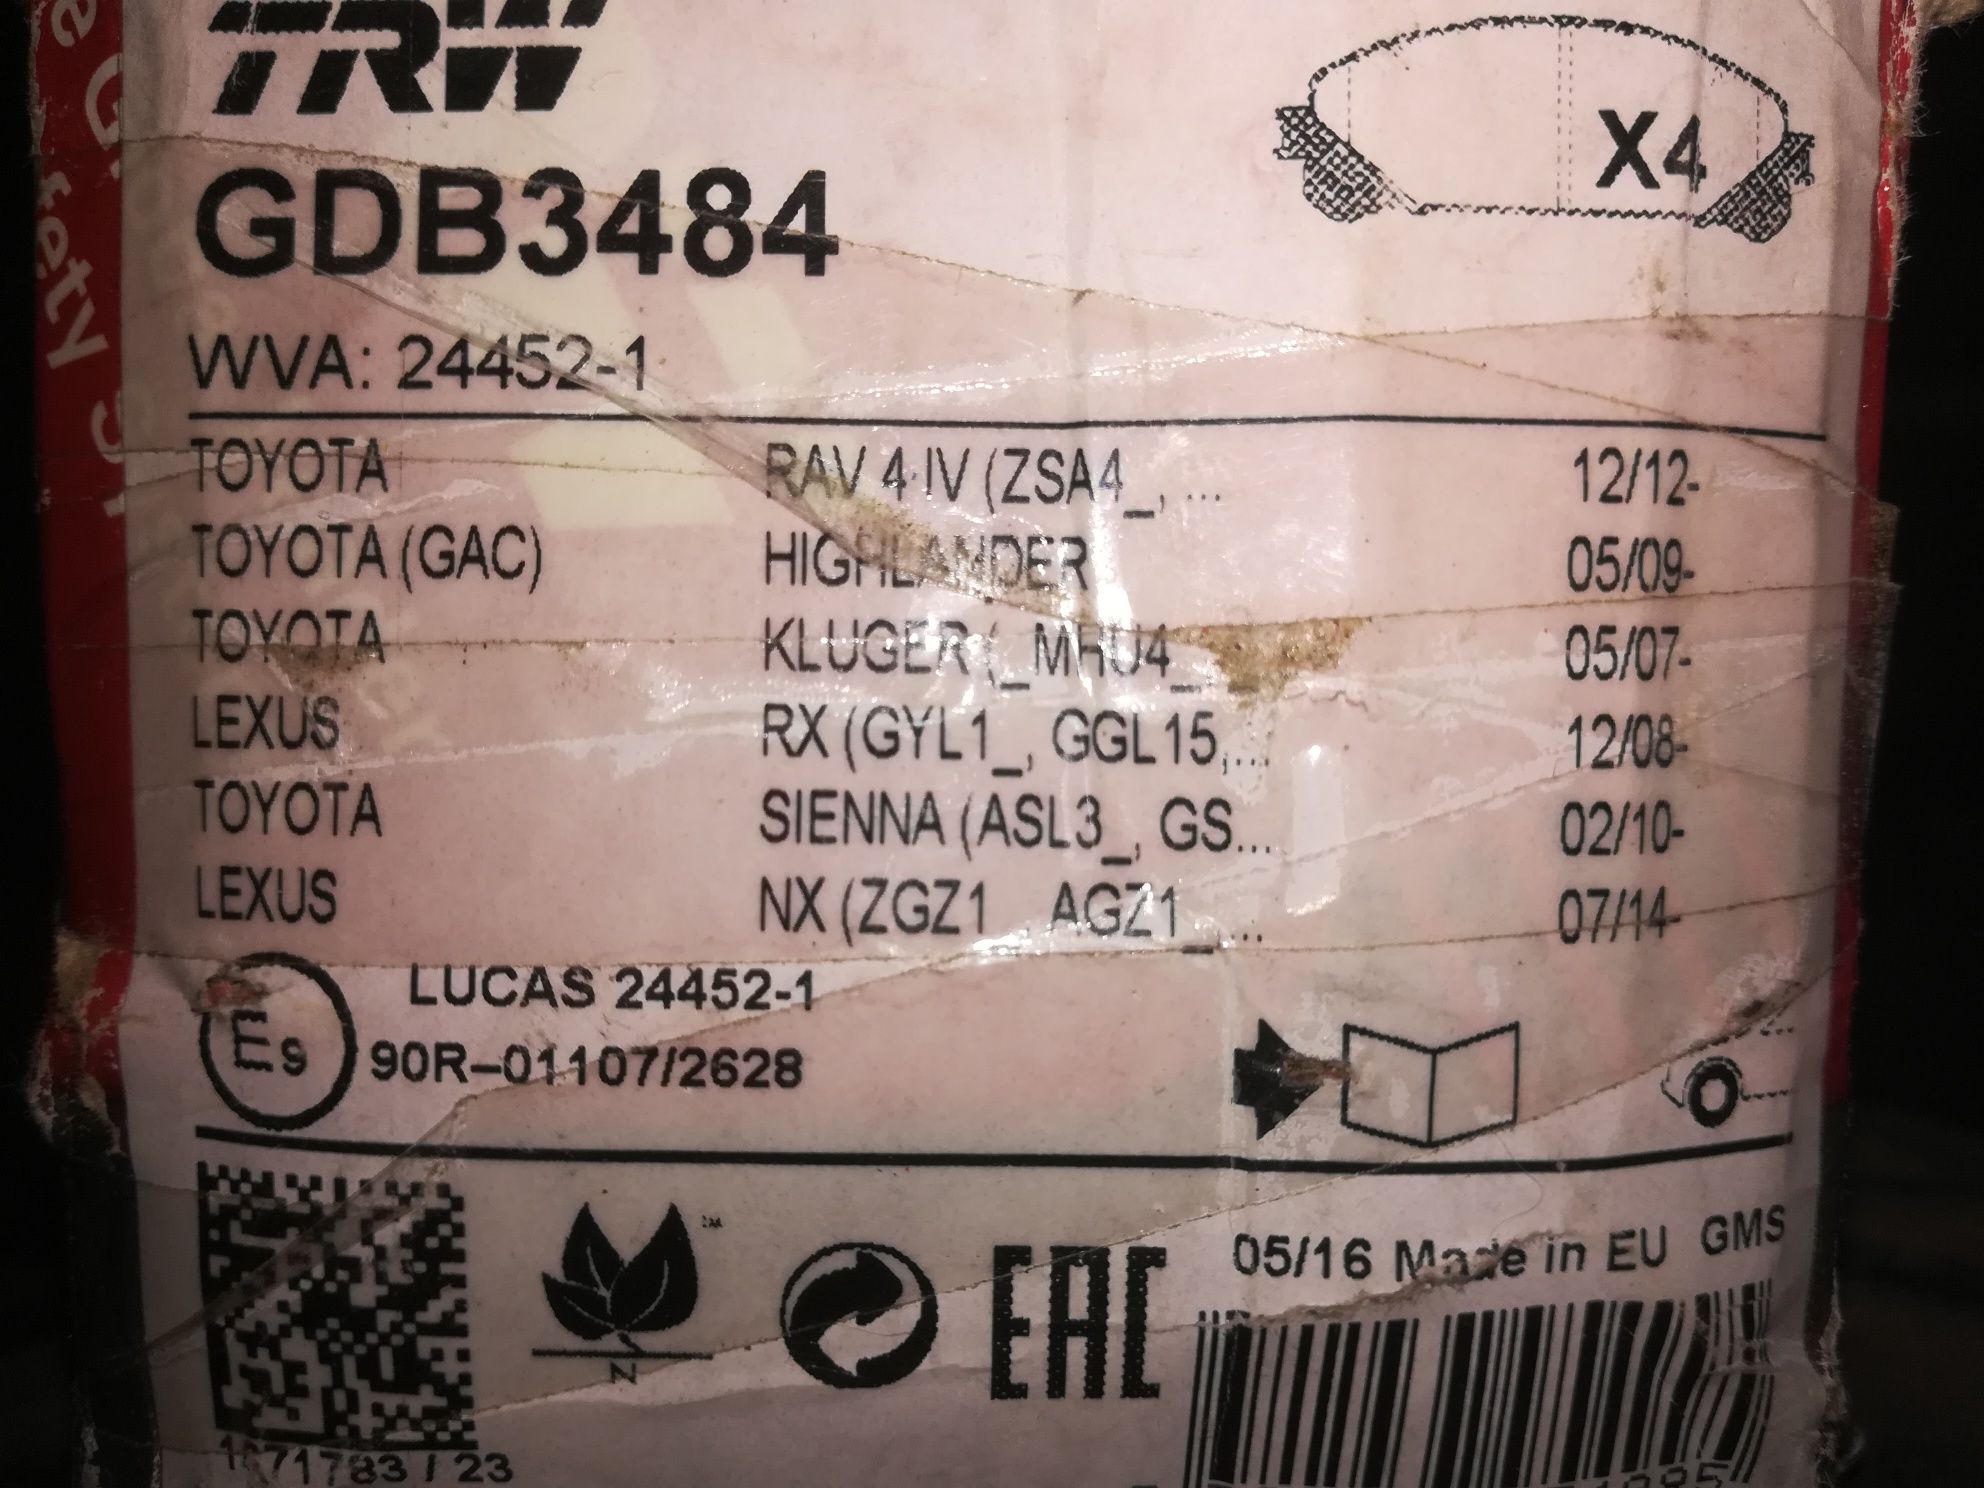 TRW
X4
GDB3484
WVA: 24452-1
TOYOTA RAV 4 IV (ZSA4_, ... 12/12-
TOYOTA (GAC) HIGHLANDER 05/09-
TOYOTA KLUGER (_MHU4_ 05/07-
LEXUS RX (GYL1_, GGL15,... 12/08-
TOYOTA SIENNA (ASL3_, GS... 02/10-
LEXUS NX (ZGZ1_, AGZ1_,... 07/14-
E9
LUCAS 24452-1
90R-01107/2628
05/16 Made in EU GMS
TM
N
EAC